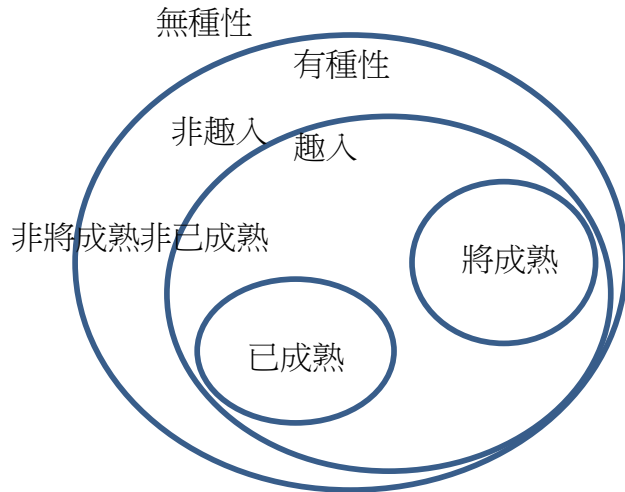 無種性
有種性
非趣入
趣入
非將成熟非已成熟
將成熟
已成熟